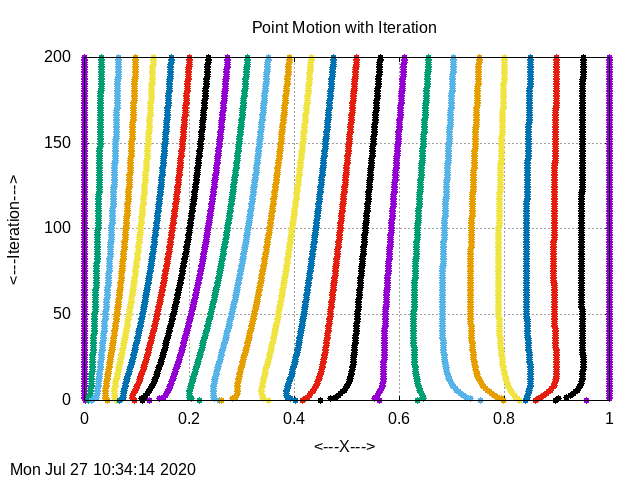 Point Motion with Iteration
200
150
100
50
0
<---Iteration--->
0 0.2 0.4 0.6 0.8 1
<---X--->
Mon Jul 27 10:34:14 2020